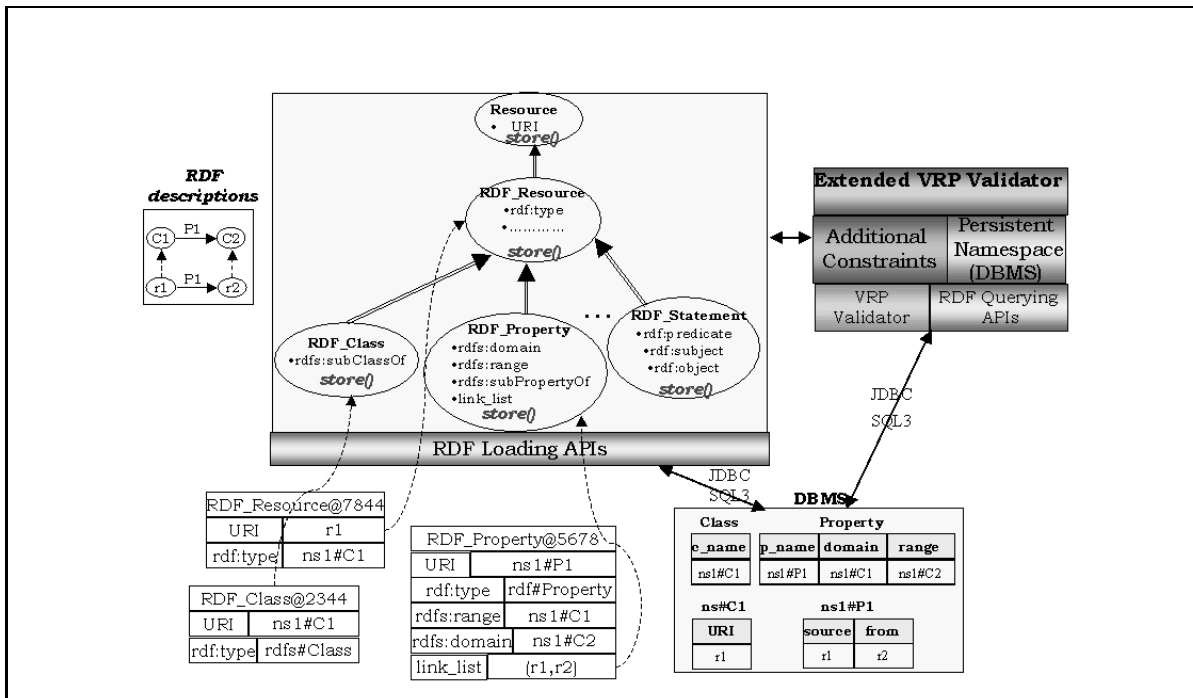 Resource
• URI
store()
RDF
descriptions
C1
P1
C2
r1
P1
r2
RDF_Resource
•rdf:type
•............
store()
RDF_Class
•rdfs:subClassOf
store()
RDF_Property
•rdfs:domain
•rdfs:range
•rdfs:subPropertyOf
•link_list
store()
...
RDF_Statement
•rdf:predicate
•rdf:subject
•rdf:object
RDF Loading APIs
Extended VRP Validator
Additional
Constraints
Persistent
Namespace
(DBMS)
VRP
Validator
RDF Querying
APIs
JDBC
SQL3
JDBC
SQL3
RDF_Resource@7844
URI r1
rdf:type ns1#C1
RDF_Class@2344
URI ns1#C1
rdf:type rdfs#Class
RDF_Property@5678
URI ns1#P1
rdf:type rdf#Property
rdfs:range ns1#C1
rdfs:domain ns1#C2
link_list (r1,r2)
DBMS
Class Property
c_name p_name domain range
ns1#C1 ns1#P1 ns1#C1 ns1#C2
ns#C1 ns1#P1
URI source from
r1 r1 r2